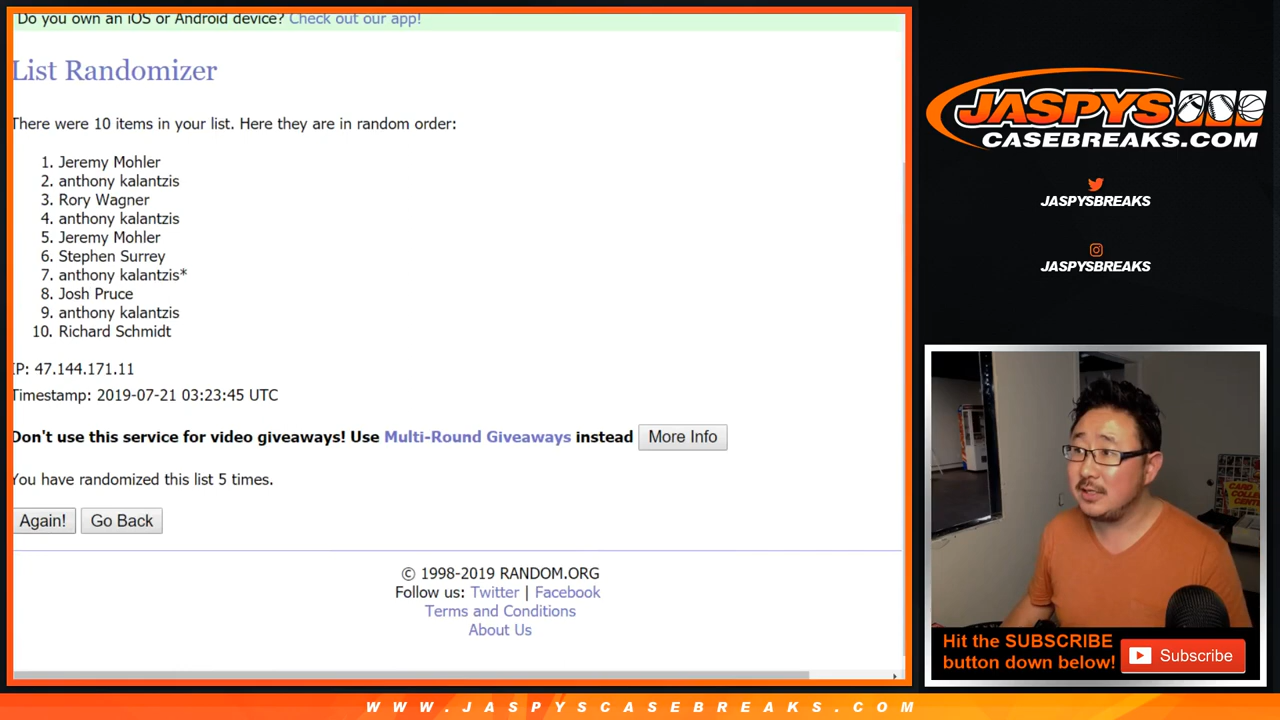 Do you own an iOS or Android device? Check out our app!
List Randomizer
There were 10 items in your list. Here they are in random order:
1. Jeremy Mohler
2. anthony kalantzis
3. Rory Wagner
4. anthony kalantzis
5. Jeremy Mohler
6. Stephen Surrey
7. anthony kalantzis*
8. Josh Pruce
9. anthony kalantzis
10. Richard Schmidt
IP: 47.144.171.11
Timestamp: 2019-07-21 03:23:45 UTC
Don't use this service for video giveaways! Use Multi-Round Giveaways instead More Info
You have randomized this list 5 times.
Again! Go Back
© 1998-2019 RANDOM.ORG
Follow us: Twitter | Facebook
Terms and Conditions
About Us
JASPYS
CASEBREAKS.COM
JASPYSBREAKS
JASPYSBREAKS
CARD
Hit the SUBSCRIBE
button down below!
Subscribe
WWW.JASPYSCASEBREAKS.COM